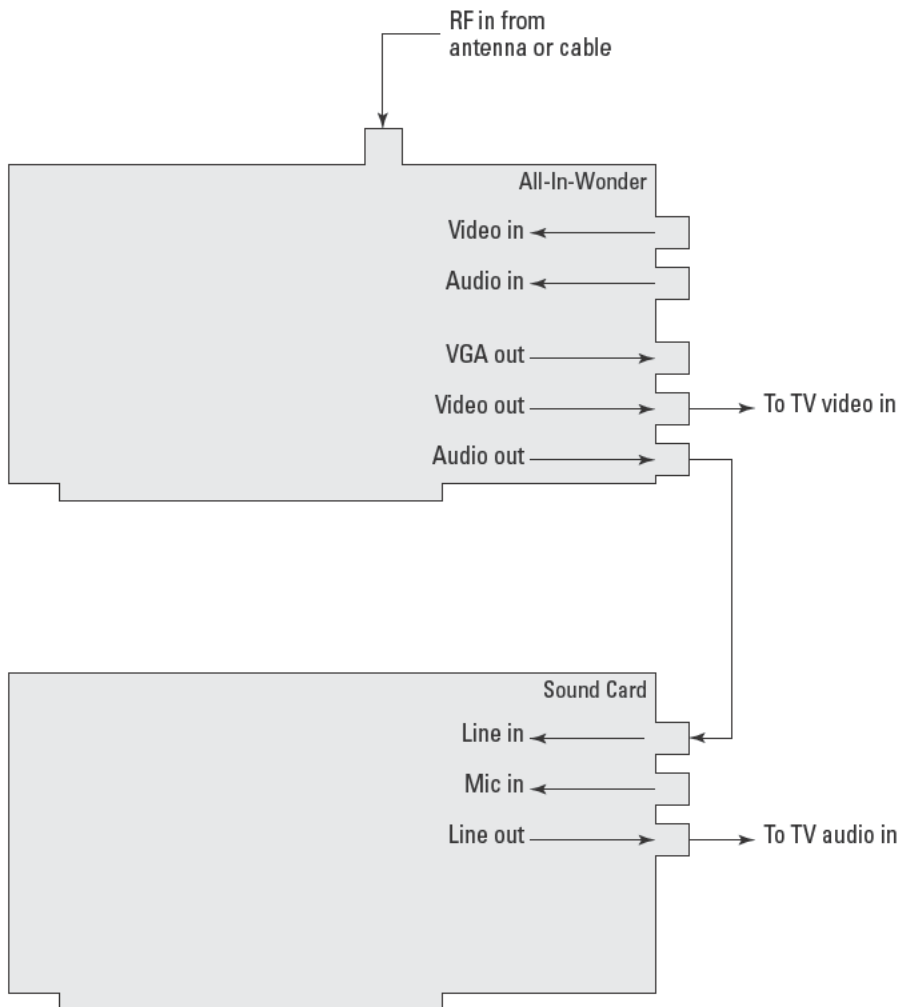 RF in from
antenna or cable
All-In-Wonder
Video in
Audio in
VGA out
Video out
To TV video in
Audio out
Sound Card
Line in
Mic in
Line out
To TV audio in